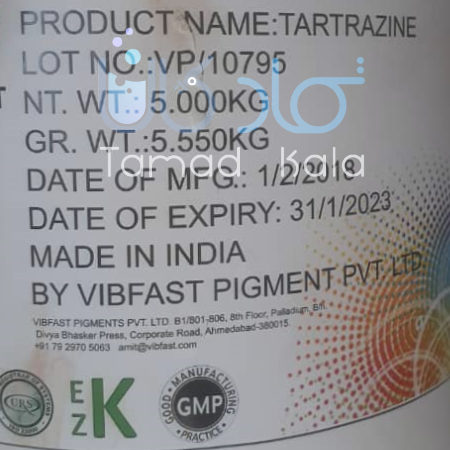 PRODUCT NAME:TARTRAZINE
LOT NO.:VP/10795
NT. WT.: 5.000KG
GR. WT.:5.550KG
تماد کالا
Tamad Kala
DATE OF MFG.: 1/2/2018
DATE OF EXPIRY: 31/1/2023
MADE IN INDIA
BY VIBFAST PIGMENT PVT LTD
VIBFAST PIGMENTS PVT. LTD B1/801-806, 8th Floor, Palladium, B/h.
Divya Bhasker Press, Corporate Road, Ahmedabad-380015.
+91 79 2970 5063 amit@vibfast.com
EZ K
GOOD MANUFACTURING PRACTICE
GMP